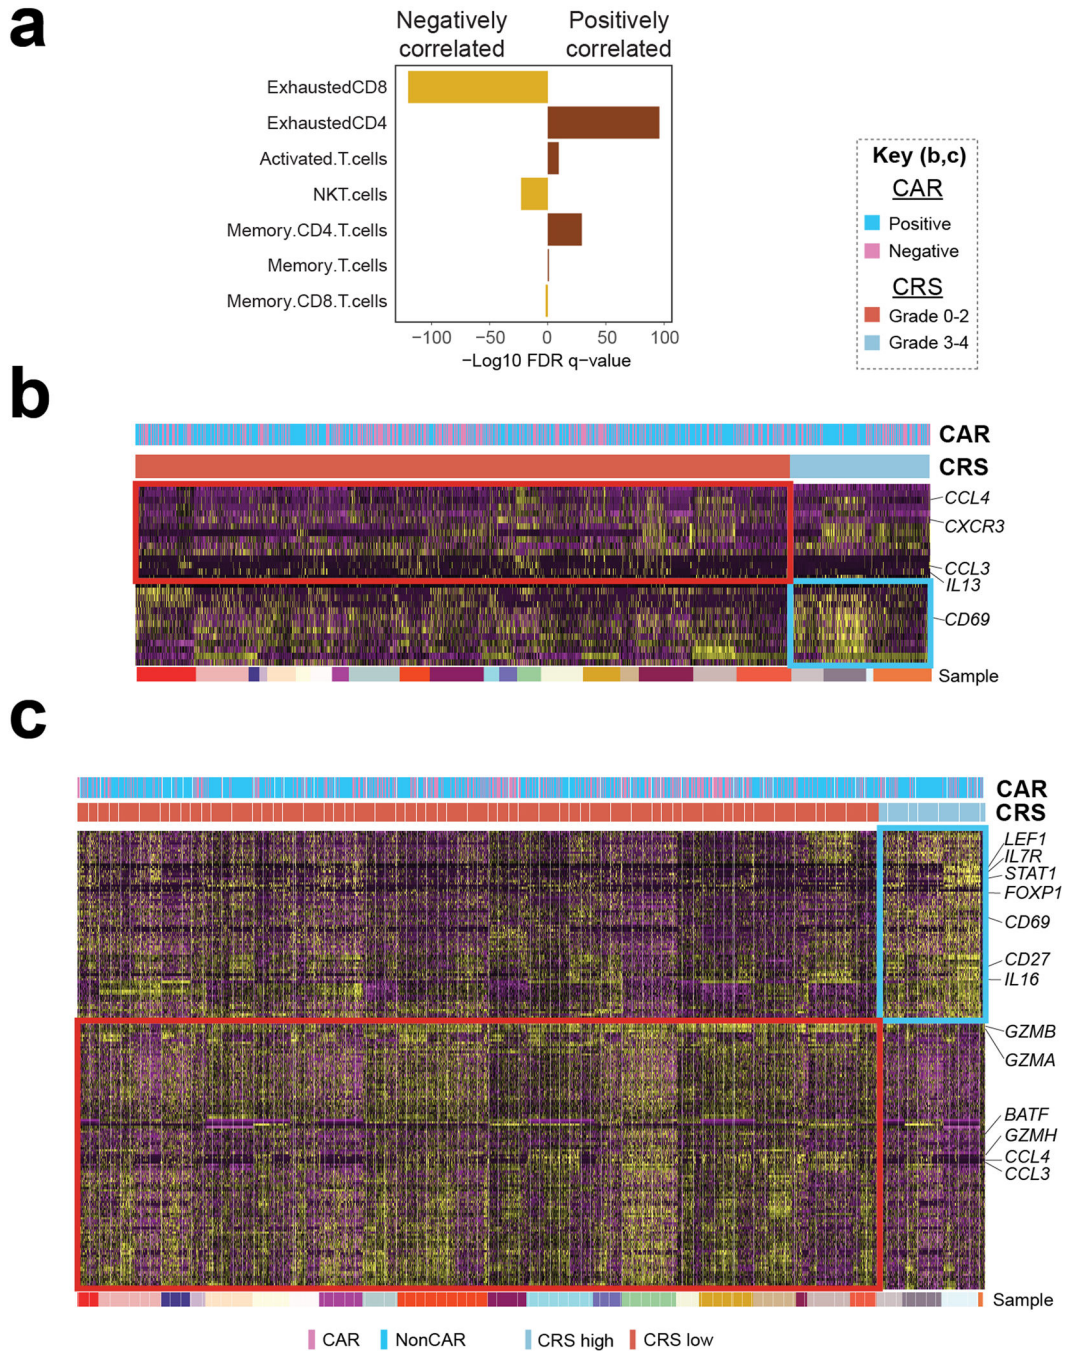 a
Negatively correlated
Positively correlated
ExhaustedCD8
ExhaustedCD4
Activated.T.cells
NKT.cells
Memory.CD4.T.cells
Memory.T.cells
Memory.CD8.T.cells
−100 −50 0 50 100
−Log10 FDR q−value
Key (b,c)
CAR
Positive
Negative
CRS
Grade 0-2
Grade 3-4
b
CAR
CRS
CCL4
CXCR3
CCL3
IL13
CD69
Sample
c
CAR
CRS
LEF1
IL7R
STAT1
FOXP1
CD69
CD27
IL16
GZMB
GZMA
BATF
GZMH
CCL4
CCL3
Sample
CAR NonCAR CRS high CRS low